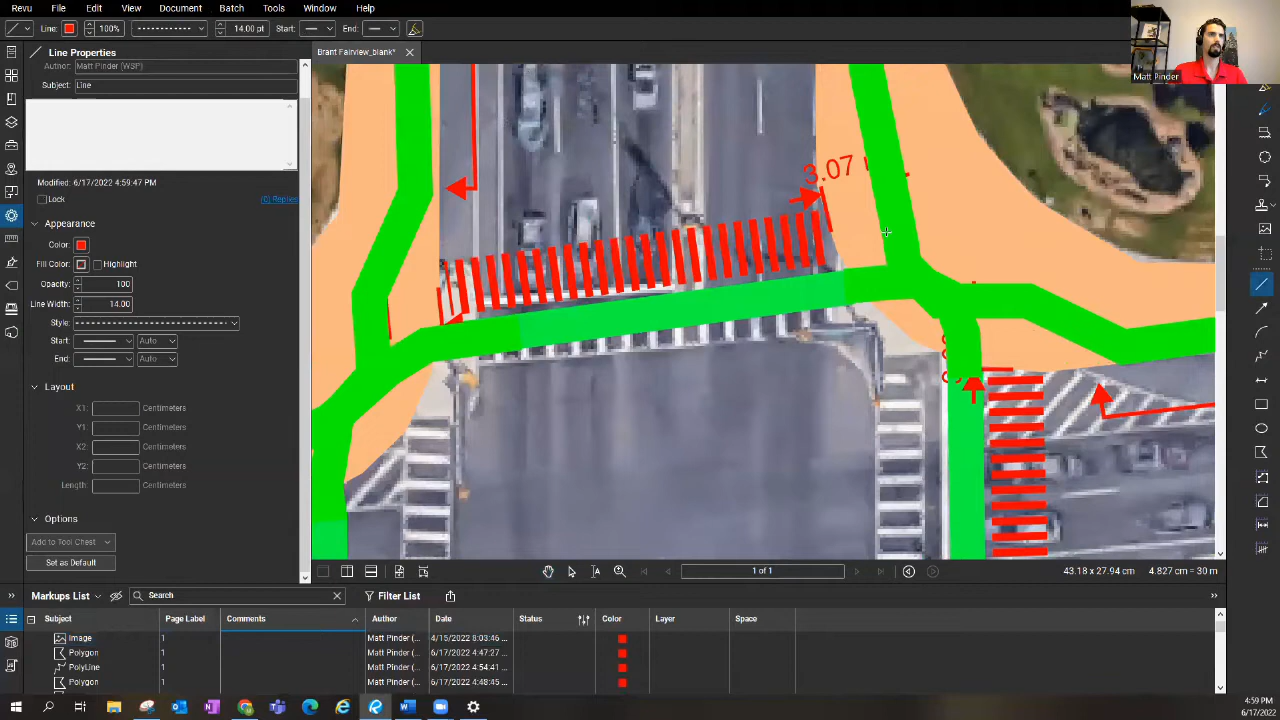 Revu File Edit View Document Batch Tools Window Help
Line: 100% 14.00 pt Start: End:
Matt Pinder
Line Properties
Brant Fairview_blank*
Author: Matt Pinder (WSP)
Subject: Line
Modified: 6/17/2022 4:59:47 PM
Lock (0) Replies
Appearance
Color:
Fill Color: Highlight
Opacity: 100
Line Width: 14.00
Style:
Start: Auto
End: Auto
Layout
X1: Centimeters
Y1: Centimeters
X2: Centimeters
Y2: Centimeters
Length: Centimeters
Options
Add to Tool Chest
Set as Default
3.07
1 of 1
43.18 x 27.94 cm 4.827 cm = 30 m
Markups List Search Filter List
Subject Page Label Comments Author Date Status Color Layer Space
Image 1 Matt Pinder (... 4/15/2022 8:03:46 ...
Polygon 1 Matt Pinder (... 6/17/2022 4:47:27 ...
PolyLine 1 Matt Pinder (... 6/17/2022 4:54:41 ...
Polygon 1 Matt Pinder (... 6/17/2022 4:48:45 ...
4:59 PM
6/17/2022